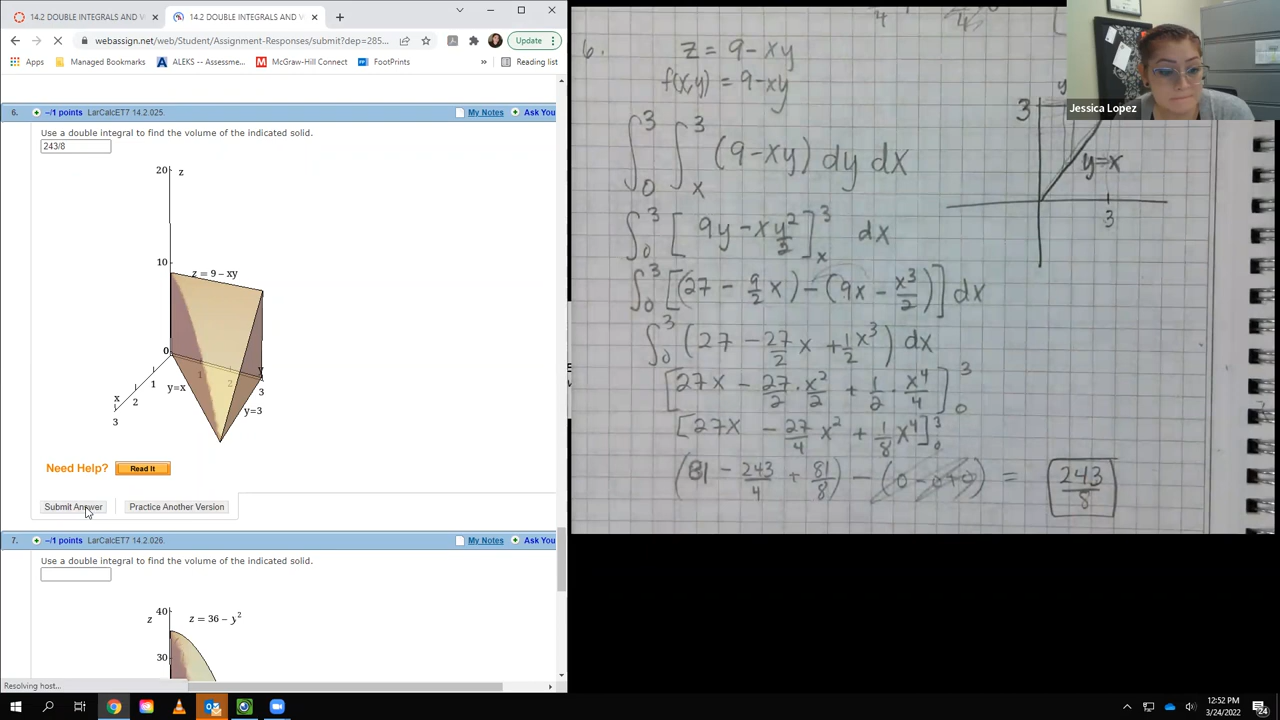 14.2 DOUBLE INTEGRALS AND V
14.2 DOUBLE INTEGRALS AND V
webassign.net/web/Student/Assignment-Responses/submit?dep=285...
Update
Apps
Managed Bookmarks
ALEKS -- Assessme...
McGraw-Hill Connect
FootPrints
Reading list
6.
–/1 points
LarCalcET7 14.2.025.
My Notes
Ask You
Use a double integral to find the volume of the indicated solid.
243/8
20
z
10
z = 9 – xy
0
1
1
2
2
3
3
x
y
y=x
y=3
Need Help?
Read It
Submit Answer
Practice Another Version
7.
–/1 points
LarCalcET7 14.2.026.
My Notes
Ask You
Use a double integral to find the volume of the indicated solid.
z
40
z = 36 – y²
30
Resolving host...
6.
z = 9 - xy
f(x,y) = 9-xy
∫₀³ ∫ₓ³ (9-xy) dy dx
∫₀³ [9y - xy²/2]ₓ³ dx
∫₀³ [(27 - 9/2 x) - (9x - x³/2)] dx
∫₀³ (27 - 27/2 x + 1/2 x³) dx
[27x - 27/2 · x²/2 + 1/2 · x⁴/4]₀³
[27x - 27/4 x² + 1/8 x⁴]₀³
(81 - 243/4 + 81/8) - (0 - 0 + 0) = 243/8
3
y=x
3
Jessica Lopez
12:52 PM
3/24/2022
24